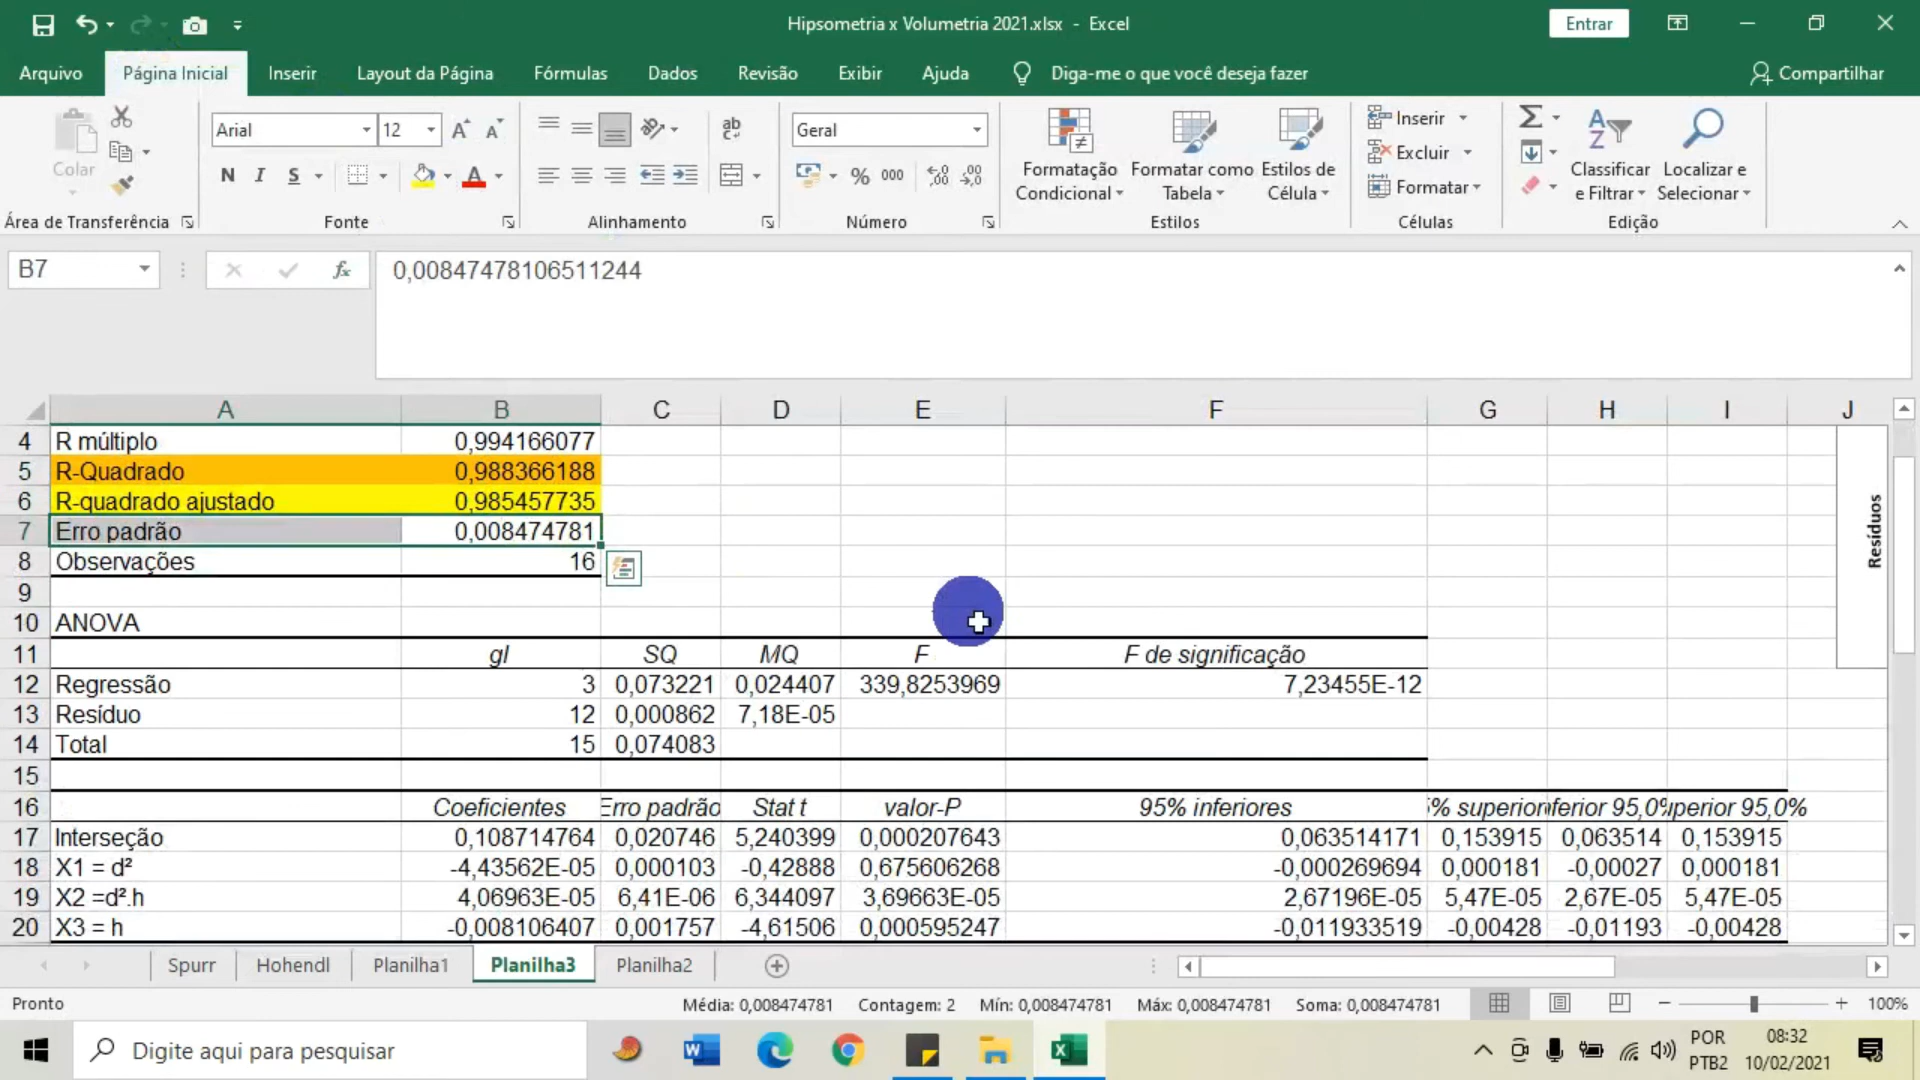 Hipsometria x Volumetria 2021.xlsx - Excel
Entrar
Arquivo Página Inicial Inserir Layout da Página Fórmulas Dados Revisão Exibir Ajuda Diga-me o que você deseja fazer Compartilhar
Colar
Arial 12
N I S
ab
Geral
% 000
Formatação Condicional
Formatar como Tabela
Estilos de Célula
Inserir
Excluir
Formatar
Classificar e Filtrar
Localizar e Selecionar
Área de Transferência Fonte Alinhamento Número Estilos Células Edição
B7 fx 0,00847478106511244
A B C D E F G H I J
4 R múltiplo 0,994166077
5 R-Quadrado 0,988366188
6 R-quadrado ajustado 0,985457735
7 Erro padrão 0,008474781
8 Observações 16
Resíduos
9
10 ANOVA
11 gl SQ MQ F F de significação
12 Regressão 3 0,073221 0,024407 339,8253969 7,23455E-12
13 Resíduo 12 0,000862 7,18E-05
14 Total 15 0,074083
15
16 Coeficientes Erro padrão Stat t valor-P 95% inferiores % superior ferior 95,0% uperior 95,0%
17 Interseção 0,108714764 0,020746 5,240399 0,000207643 0,063514171 0,153915 0,063514 0,153915
18 X1 = d² -4,43562E-05 0,000103 -0,42888 0,675606268 -0,000269694 0,000181 -0,00027 0,000181
19 X2 =d².h 4,06963E-05 6,41E-06 6,344097 3,69663E-05 2,67196E-05 5,47E-05 2,67E-05 5,47E-05
20 X3 = h -0,008106407 0,001757 -4,61506 0,000595247 -0,011933519 -0,00428 -0,01193 -0,00428
Spurr Hohendl Planilha1 Planilha3 Planilha2
Pronto Média: 0,008474781 Contagem: 2 Mín: 0,008474781 Máx: 0,008474781 Soma: 0,008474781 100%
Digite aqui para pesquisar
POR 08:32
PTB2 10/02/2021